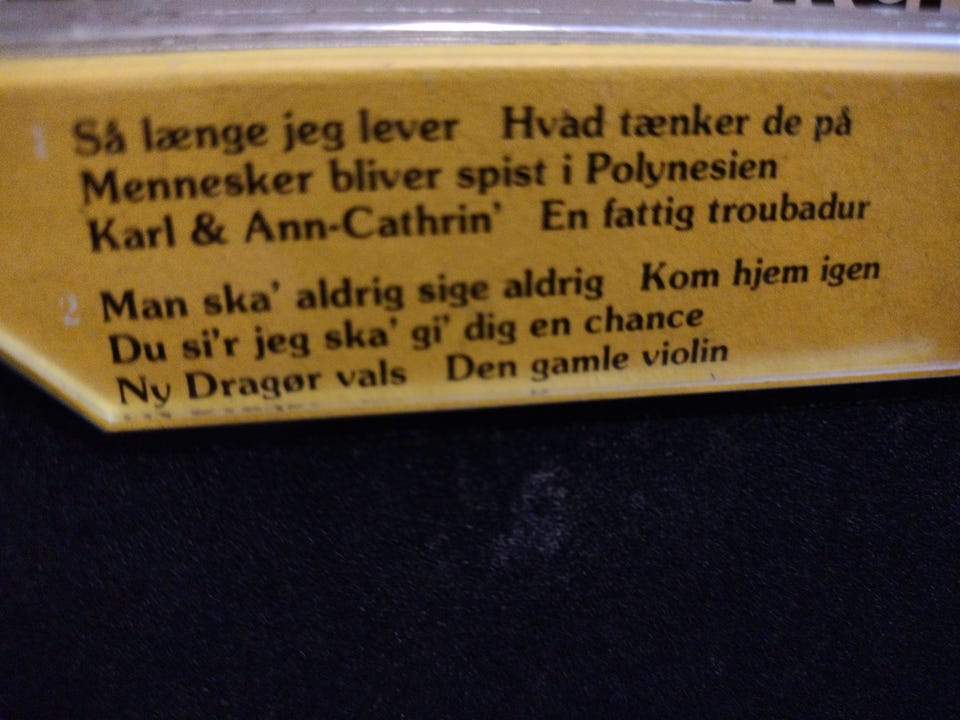 1 Så længe jeg lever Hvad tænker de på
Mennesker bliver spist i Polynesien
Karl & Ann-Cathrin' En fattig troubadur
2 Man ska' aldrig sige aldrig Kom hjem igen
Du si'r jeg ska' gi' dig en chance
Ny Dragør vals Den gamle violin